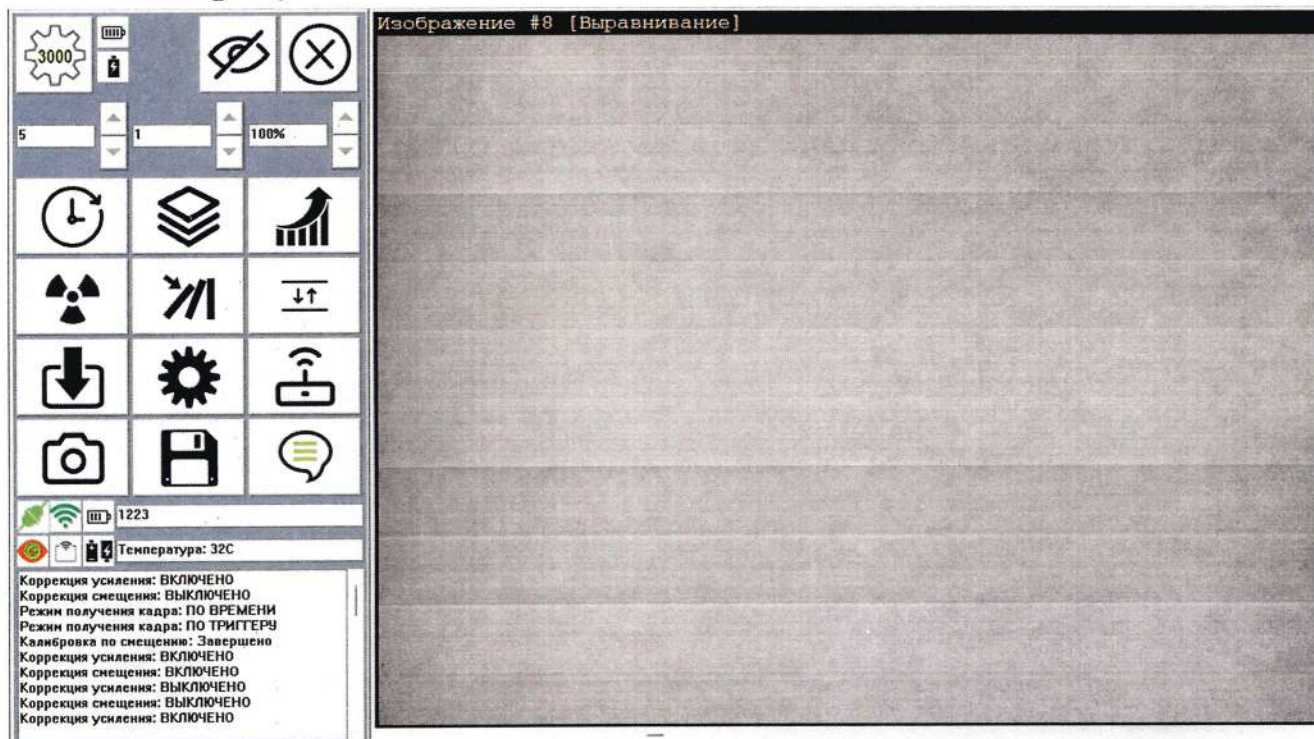 Изображение #8 [Выравнивание]
3000
5
1
100%
1223
Температура: 32С
Коррекция усиления: ВКЛЮЧЕНО
Коррекция смещения: ВЫКЛЮЧЕНО
Режим получения кадра: ПО ВРЕМЕНИ
Режим получения кадра: ПО ТРИГГЕРУ
Калибровка по смещению: Завершено
Коррекция усиления: ВКЛЮЧЕНО
Коррекция смещения: ВКЛЮЧЕНО
Коррекция усиления: ВЫКЛЮЧЕНО
Коррекция смещения: ВЫКЛЮЧЕНО
Коррекция усиления: ВКЛЮЧЕНО